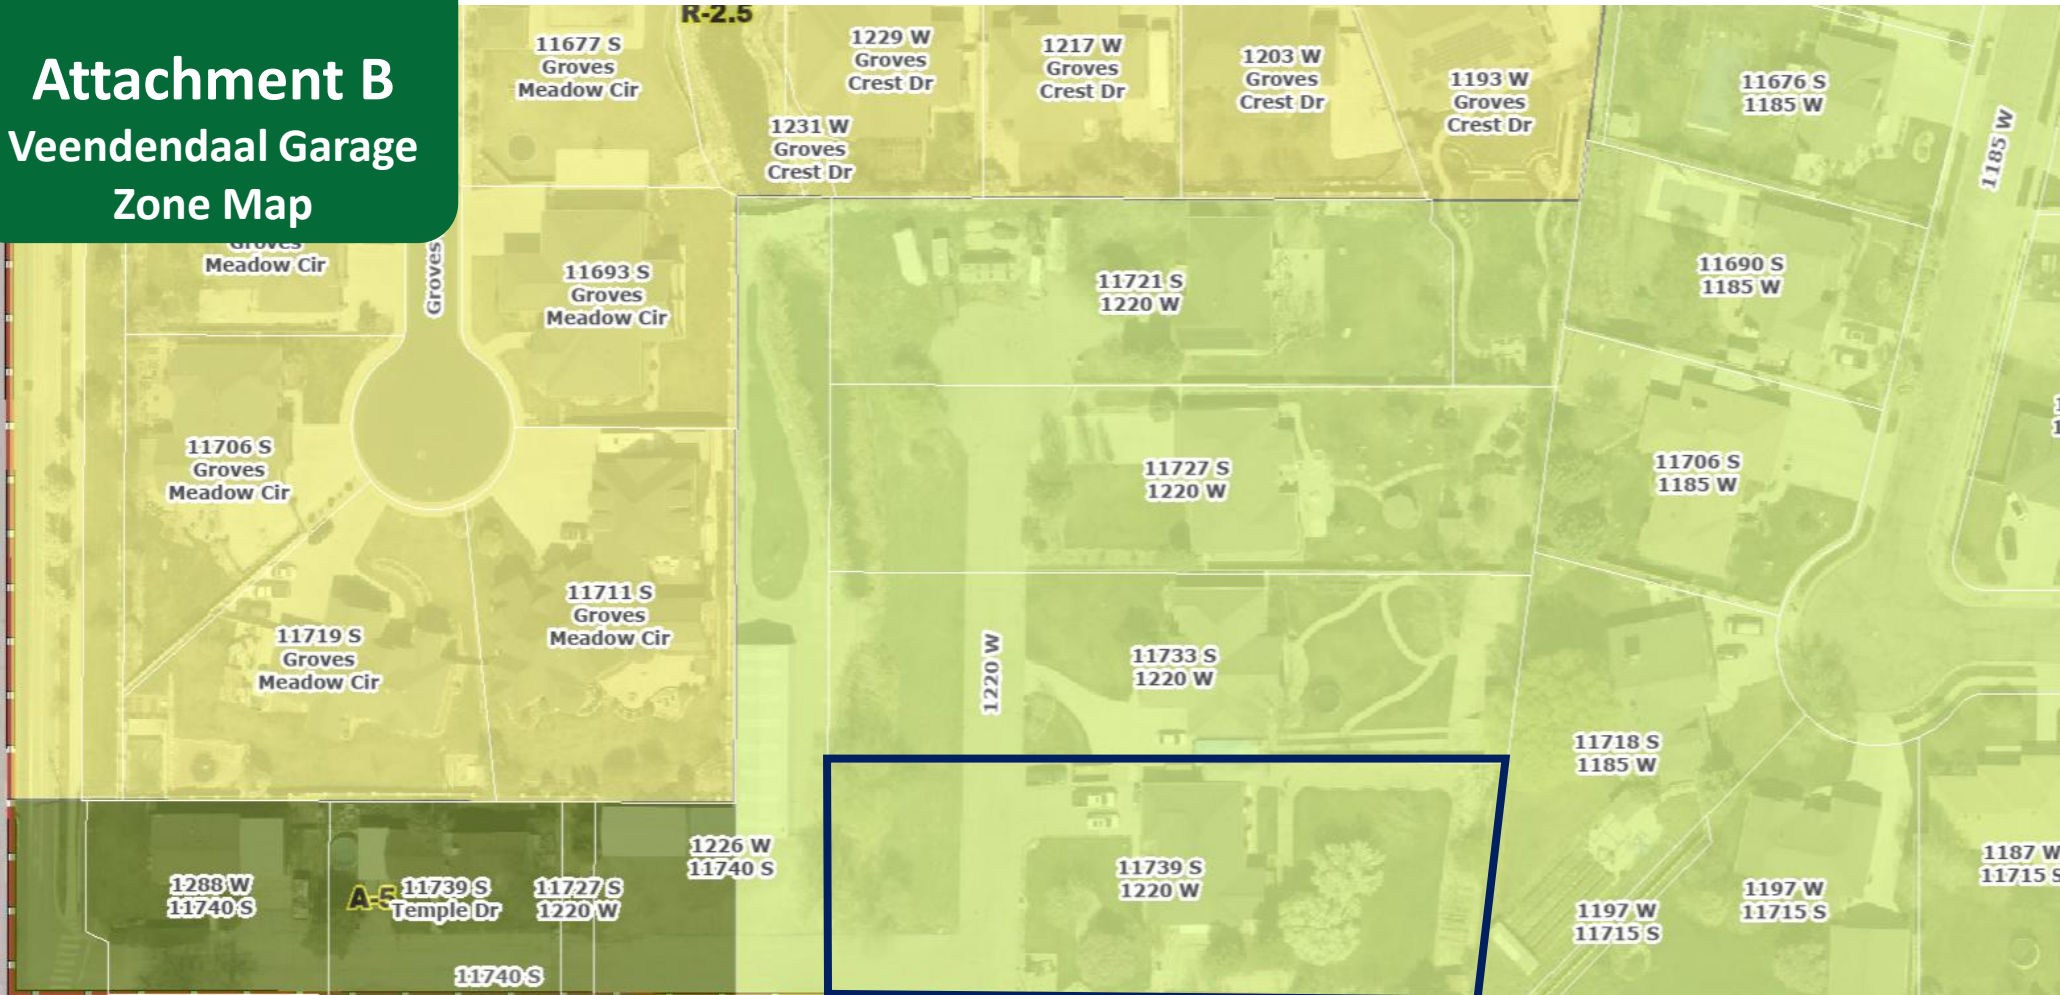 Attachment B
Veendendaal Garage
Zone Map
R-2.5
11677 S
Groves
Meadow Cir
1229 W
Groves
Crest Dr
1217 W
Groves
Crest Dr
1203 W
Groves
Crest Dr
1193 W
Groves
Crest Dr
1231 W
Groves
Crest Dr
11676 S
1185 W
1185 W
Groves
Meadow Cir
Groves
11693 S
Groves
Meadow Cir
11721 S
1220 W
11690 S
1185 W
11706 S
Groves
Meadow Cir
11727 S
1220 W
11706 S
1185 W
11711 S
Groves
Meadow Cir
11719 S
Groves
Meadow Cir
1220 W
11733 S
1220 W
11718 S
1185 W
1226 W
11740 S
1288 W
11740 S
A-5
11739 S
Temple Dr
11727 S
1220 W
11739 S
1220 W
1197 W
11715 S
1197 W
11715 S
1187 W
11715 S
11740 S